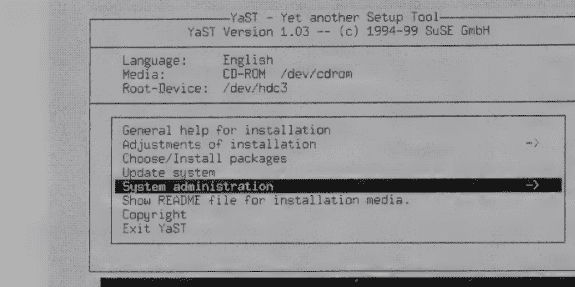 YaST - Yet another Setup Tool
YaST Version 1.03 -- (c) 1994-99 SuSE GmbH
Language: English
Media: CD-ROM /dev/cdrom
Root-Device: /dev/hdc3
General help for installation
Adjustments of installation ->
Choose/Install packages
Update system
System administration ->
Show README file for installation media.
Copyright
Exit YaST